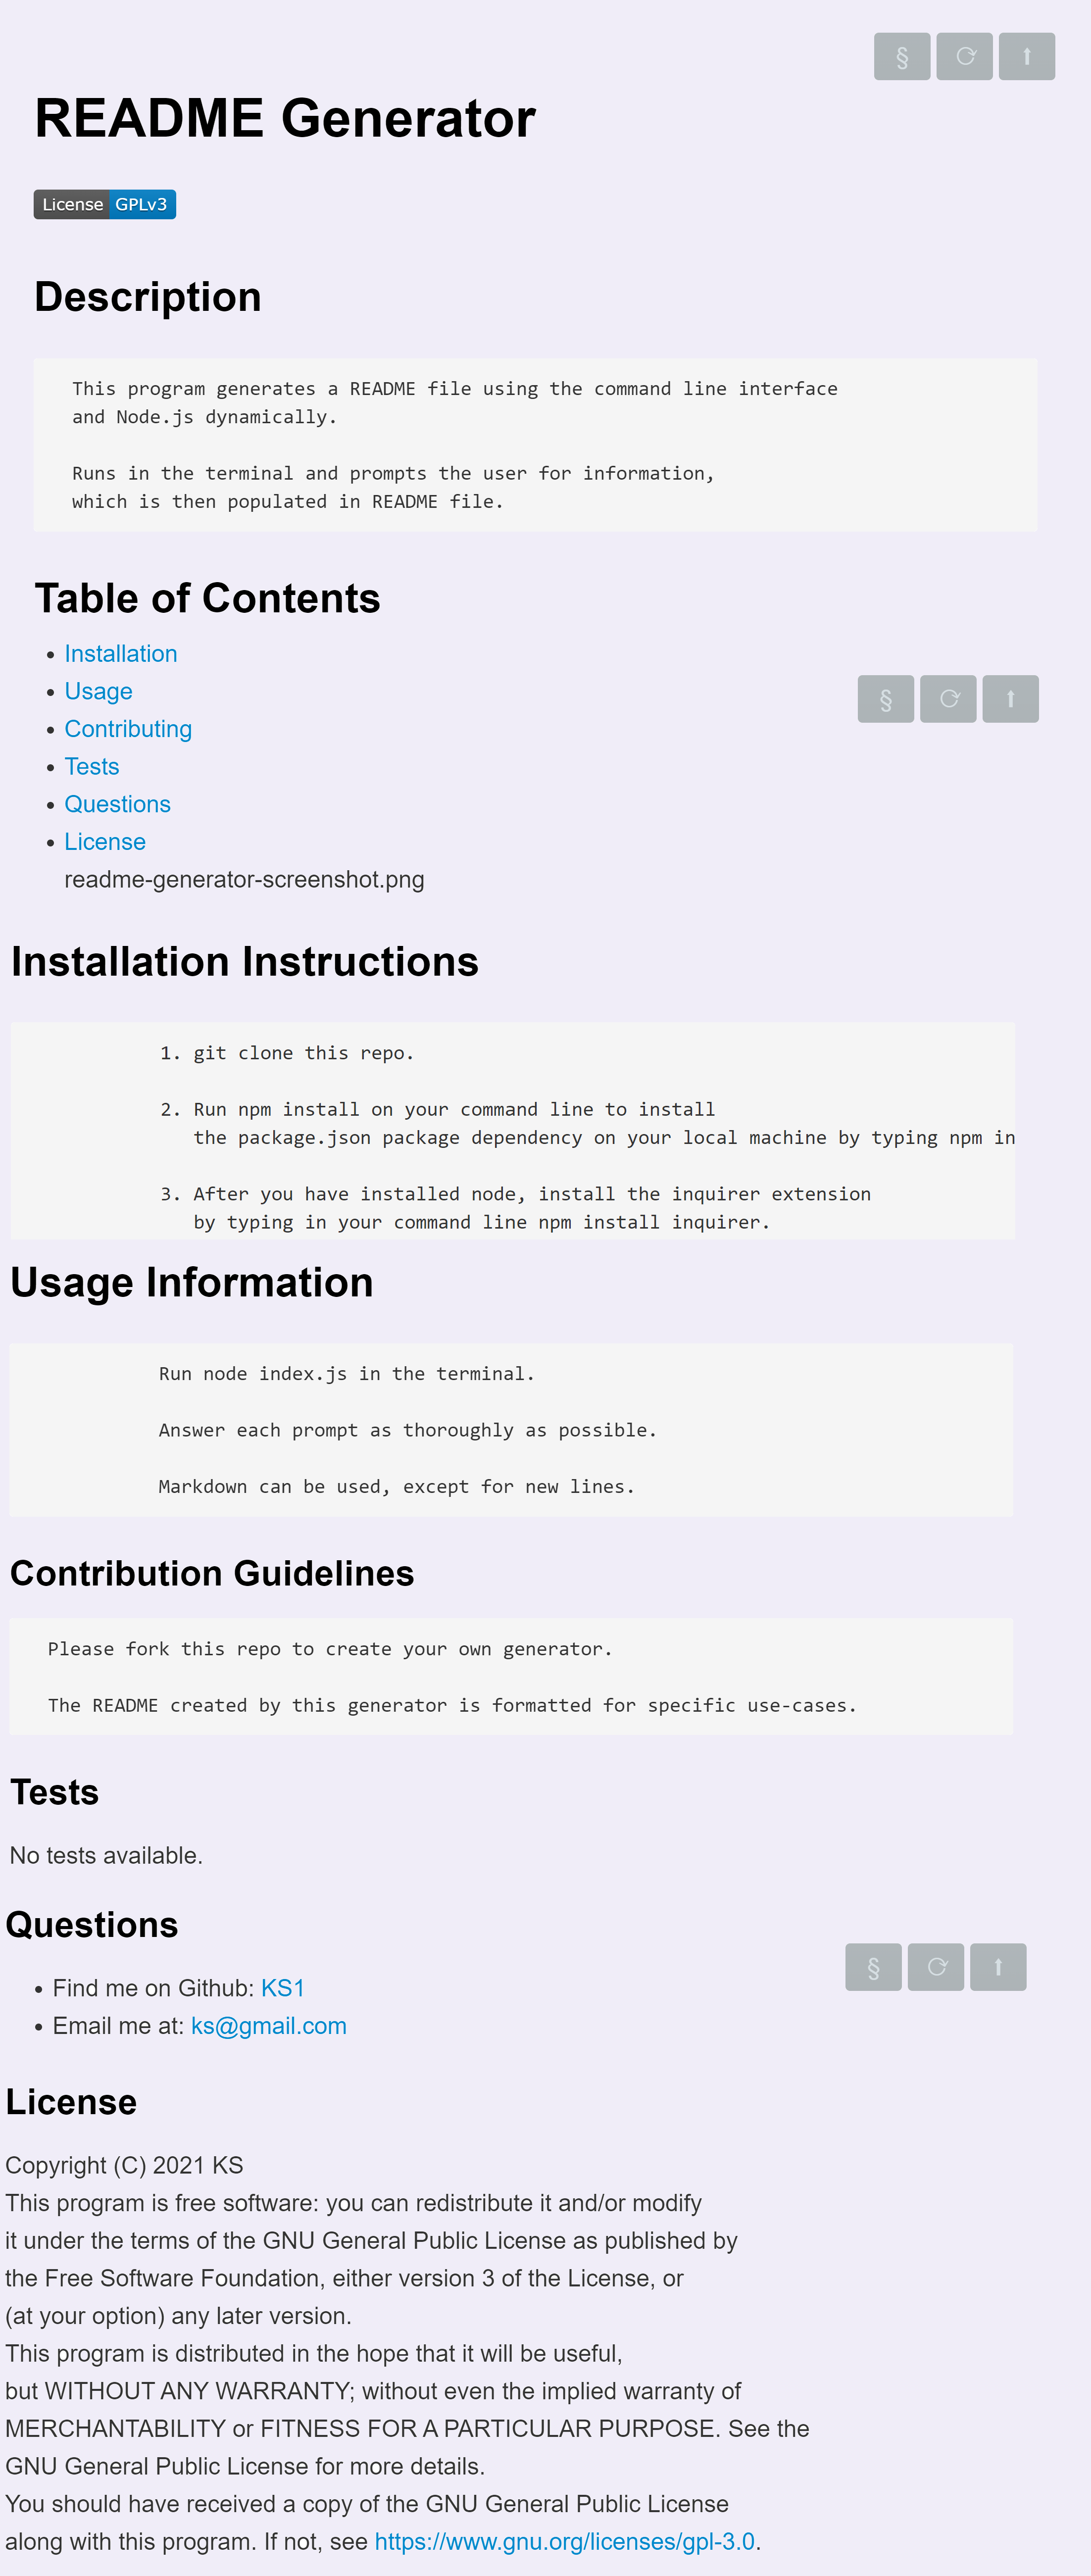 § ⟳ ⬆
README Generator
License GPLv3
Description
This program generates a README file using the command line interface
and Node.js dynamically.
Runs in the terminal and prompts the user for information,
which is then populated in README file.
Table of Contents
• Installation
• Usage
§ ⟳ ⬆
• Contributing
• Tests
• Questions
• License
readme-generator-screenshot.png
Installation Instructions
1. git clone this repo.
2. Run npm install on your command line to install
the package.json package dependency on your local machine by typing npm in
3. After you have installed node, install the inquirer extension
by typing in your command line npm install inquirer.
Usage Information
Run node index.js in the terminal.
Answer each prompt as thoroughly as possible.
Markdown can be used, except for new lines.
Contribution Guidelines
Please fork this repo to create your own generator.
The README created by this generator is formatted for specific use-cases.
Tests
No tests available.
Questions
§ ⟳ ⬆
• Find me on Github: KS1
• Email me at: ks@gmail.com
License
Copyright (C) 2021 KS
This program is free software: you can redistribute it and/or modify
it under the terms of the GNU General Public License as published by
the Free Software Foundation, either version 3 of the License, or
(at your option) any later version.
This program is distributed in the hope that it will be useful,
but WITHOUT ANY WARRANTY; without even the implied warranty of
MERCHANTABILITY or FITNESS FOR A PARTICULAR PURPOSE. See the
GNU General Public License for more details.
You should have received a copy of the GNU General Public License
along with this program. If not, see https://www.gnu.org/licenses/gpl-3.0.